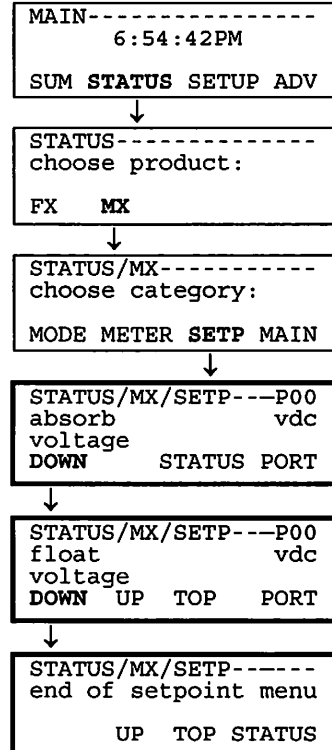 MAIN-----------------
6:54:42PM
SUM STATUS SETUP ADV
STATUS--------------
choose product:
FX MX
STATUS/MX-----------
choose category:
MODE METER SETP MAIN
STATUS/MX/SETP---P00
absorb vdc
voltage
DOWN STATUS PORT
STATUS/MX/SETP---P00
float vdc
voltage
DOWN UP TOP PORT
STATUS/MX/SETP------
end of setpoint menu
UP TOP STATUS